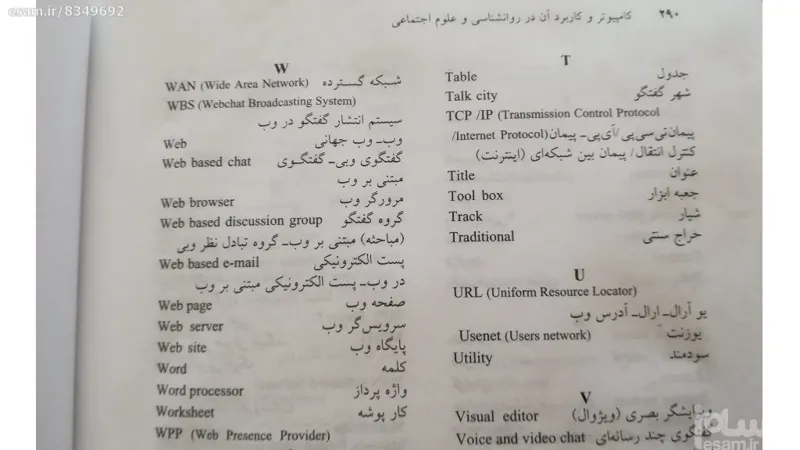 esam.ir/8349692
۲۹۰ کامپیوتر و کاربرد آن در روانشناسی و علوم اجتماعی
T
Table جدول
Talk city شهر گفتگو
TCP /IP (Transmission Control Protocol
/Internet Protocol) پیمان‌تی‌سی‌پی/آی‌پی- پیمان
کنترل انتقال/ پیمان بین شبکه‌ای (اینترنت)
Title عنوان
Tool box جعبه ابزار
Track شیار
Traditional حراج سنتی
U
URL (Uniform Resource Locator)
یو آرال- ارال- آدرس وب
Usenet (Users network) یوزنت
Utility سودمند
V
Visual editor ویرایشگر بصری (ویژوال)
Voice and video chat گفتگوی چند رسانه‌ای
W
WAN (Wide Area Network) شبکه گسترده
WBS (Webchat Broadcasting System)
سیستم انتشار گفتگو در وب
Web وب- وب جهانی
Web based chat گفتگوی وبی- گفتگوی
مبتنی بر وب
Web browser مرورگر وب
Web based discussion group گروه گفتگو
(مباحثه) مبتنی بر وب- گروه تبادل نظر وبی
Web based e-mail پست الکترونیکی
در وب- پست الکترونیکی مبتنی بر وب
Web page صفحه وب
Web server سرویس‌گر وب
Web site پایگاه وب
Word کلمه
Word processor واژه پرداز
Worksheet کار پوشه
WPP (Web Presence Provider)
ایسام
esam.ir